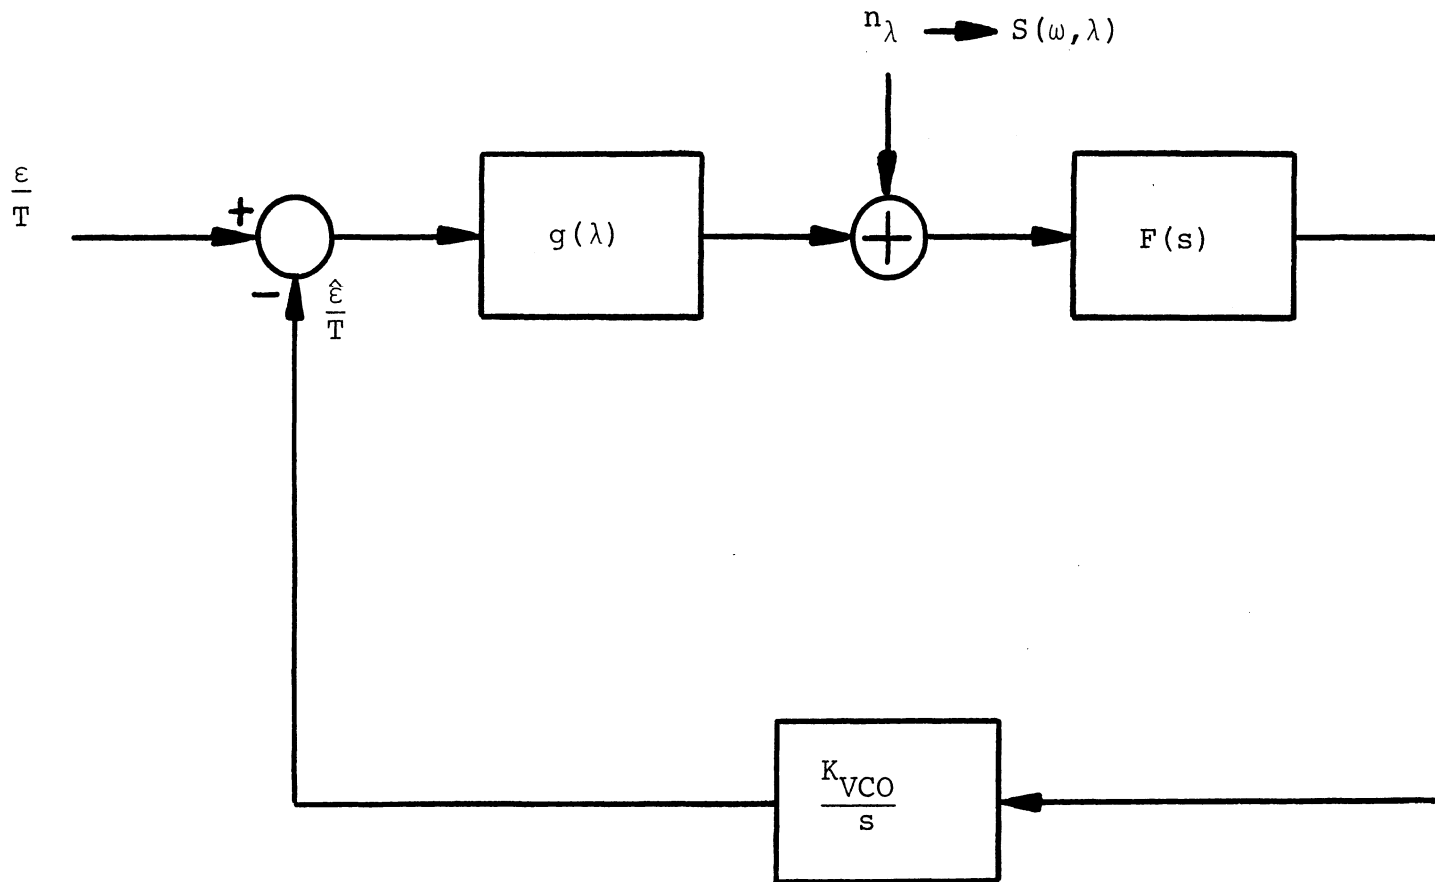 n_λ → S(ω,λ)
ε/T
+
g(λ)
+
F(s)
−
ε̂/T
K_VCO/s